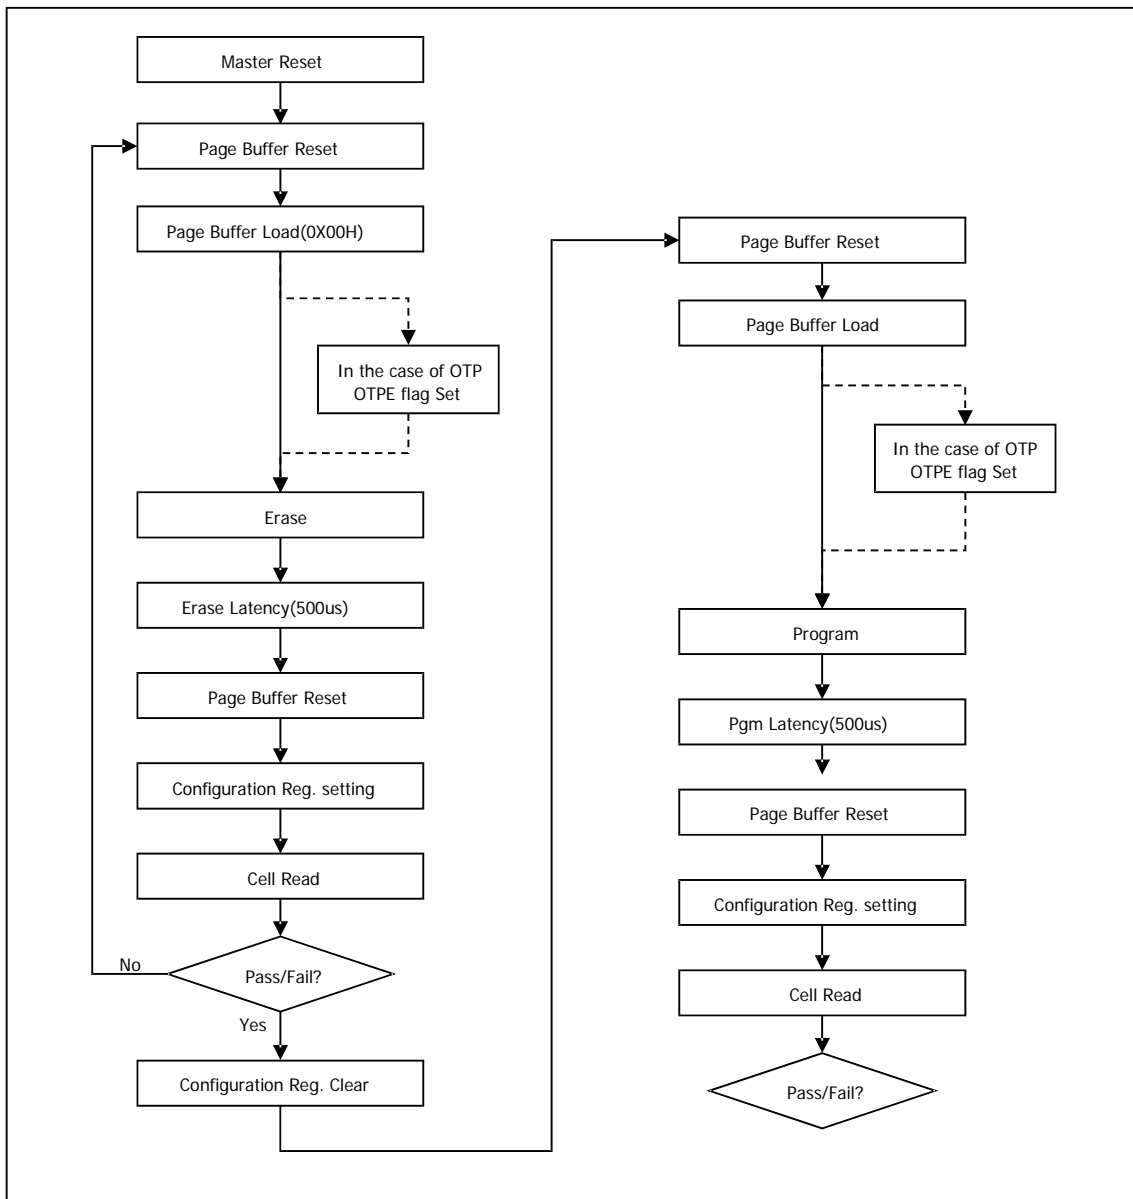 Master Reset
Page Buffer Reset
Page Buffer Load(0X00H)
In the case of OTP
OTPE flag Set
Erase
Erase Latency(500us)
Page Buffer Reset
Configuration Reg. setting
Cell Read
Pass/Fail?
No
Yes
Configuration Reg. Clear
Page Buffer Reset
Page Buffer Load
In the case of OTP
OTPE flag Set
Program
Pgm Latency(500us)
Page Buffer Reset
Configuration Reg. setting
Cell Read
Pass/Fail?